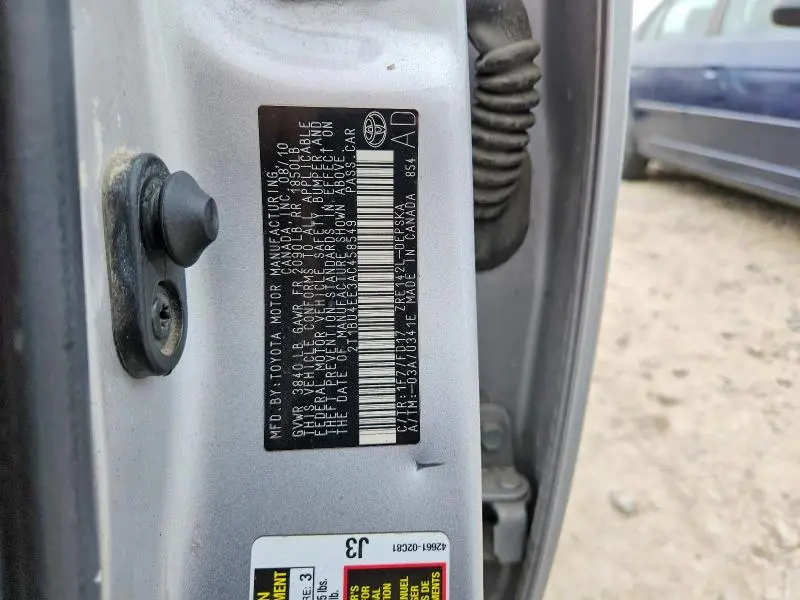 MFD.BY:TOYOTA MOTOR MANUFACTURING
CANADA, INC. 08/10
GVWR 3840LB GAWR FR 2090LB RR 1850LB
THIS VEHICLE CONFORMS TO ALL APPLICABLE
FEDERAL MOTOR VEHICLE SAFETY, BUMPER, AND
THEFT PREVENTION STANDARDS IN EFFECT ON
THE DATE OF MANUFACTURE SHOWN ABOVE.
2T1BU4EE3AC458549 PASS.CAR
C/TR:1F7/FD17 ZRE142L-DEPSKA
A/TM:-03A/U341E MADE IN CANADA 854
AD
J3
42661-02C81